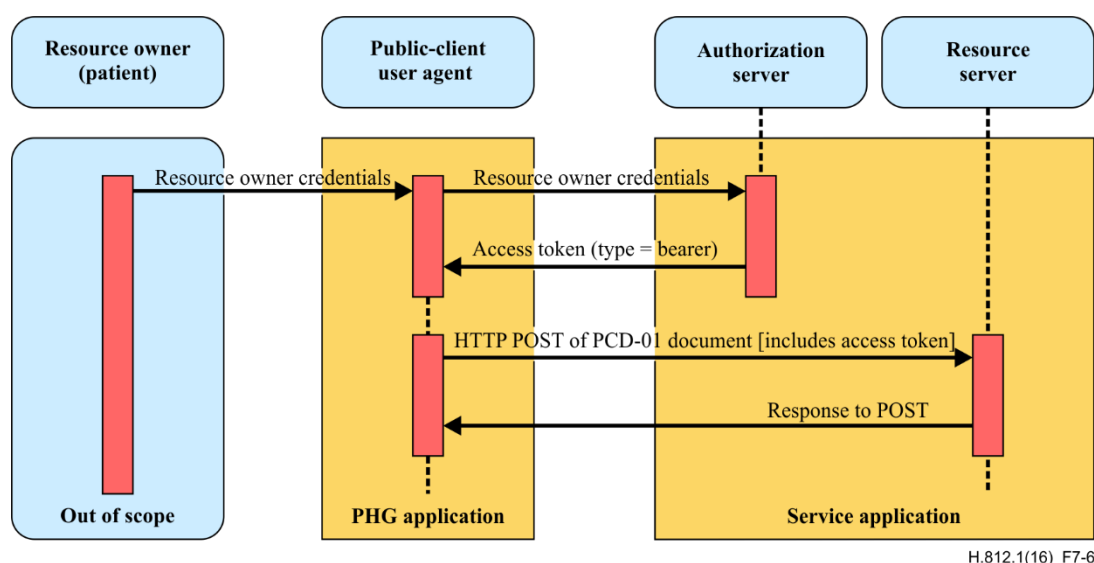 Resource owner
(patient)
Public-client
user agent
Authorization
server
Resource
server
Resource owner credentials
Resource owner credentials
Access token (type = bearer)
HTTP POST of PCD-01 document [includes access token]
Response to POST
Out of scope
PHG application
Service application
H.812.1(16)_F7-6